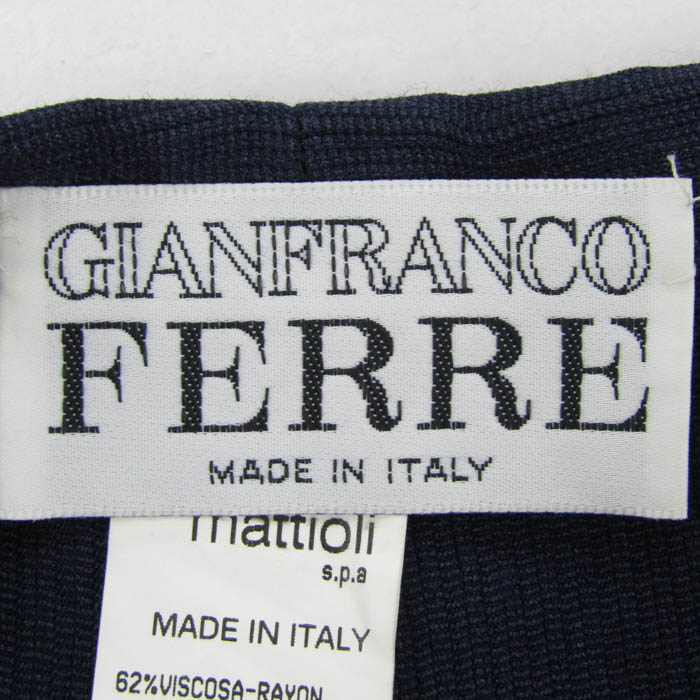 GIANFRANCO
FERRE
MADE IN ITALY
mattioli
s.p.a
MADE IN ITALY
62%VISCOSA-RAYON